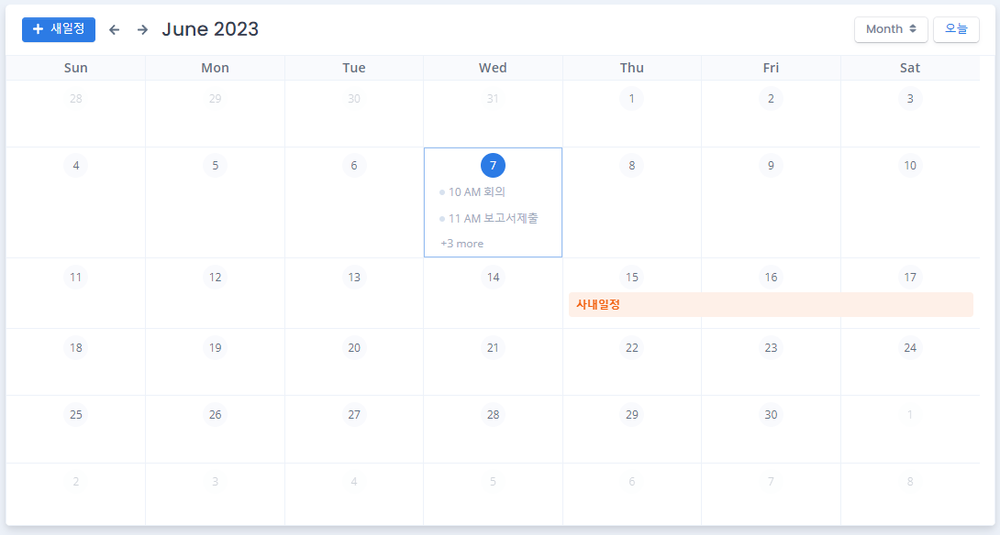 + 새일정 ← → June 2023 Month 오늘
Sun Mon Tue Wed Thu Fri Sat
28 29 30 31 1 2 3
4 5 6 7 8 9 10
10 AM 회의
11 AM 보고서제출
+3 more
11 12 13 14 15 16 17
사내일정
18 19 20 21 22 23 24
25 26 27 28 29 30 1
2 3 4 5 6 7 8